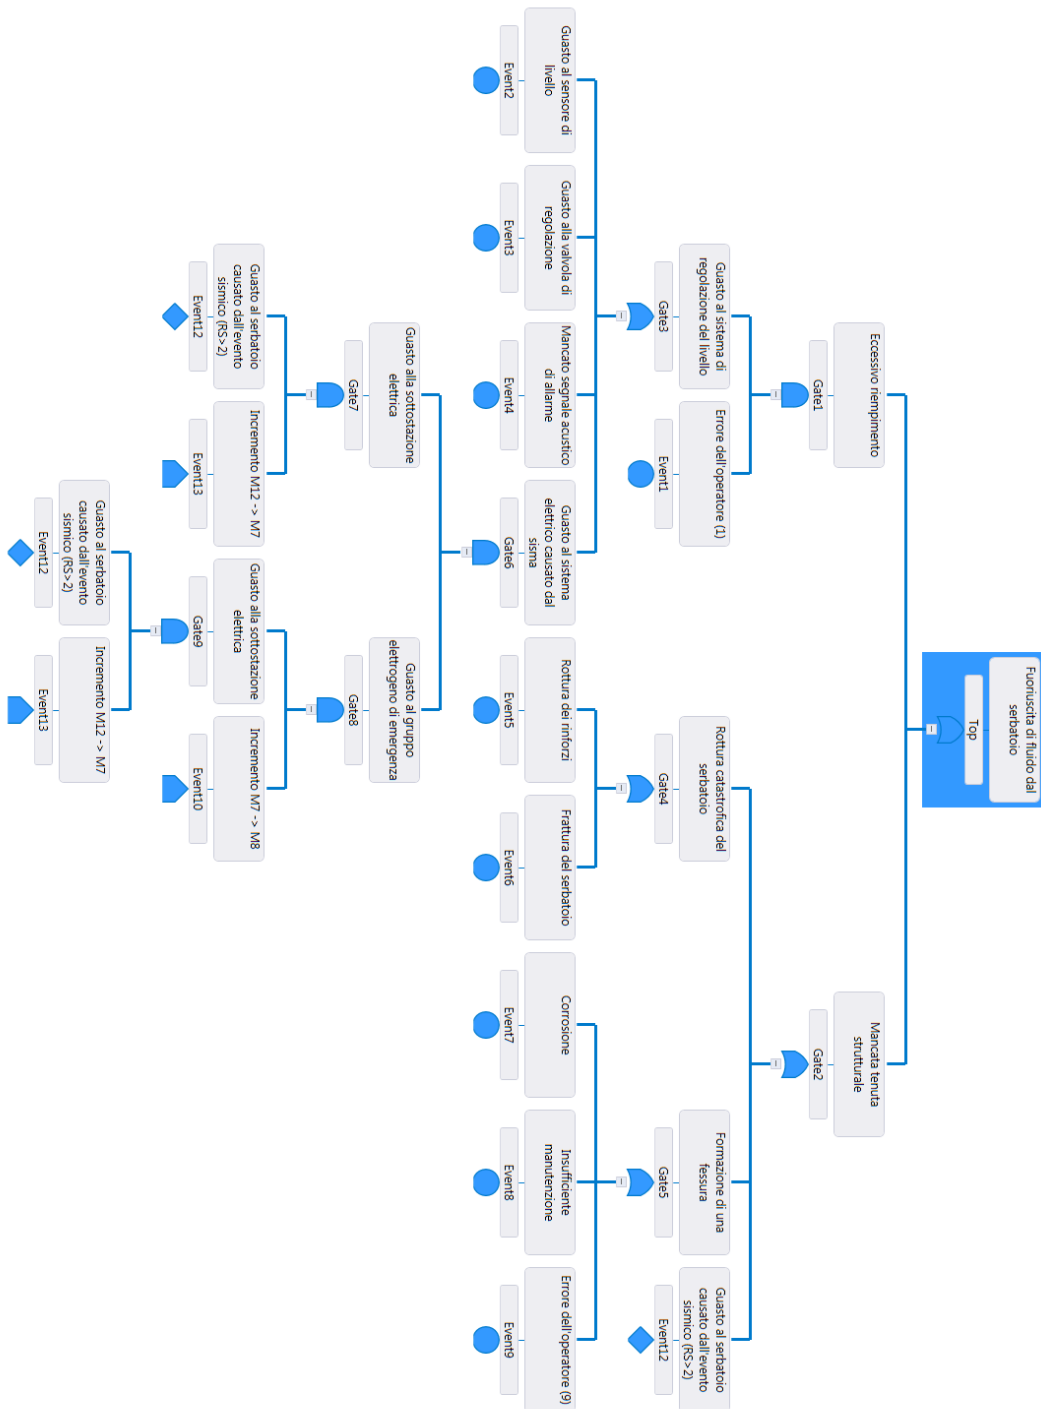 Fuoriuscita di fluido dal
serbatoio
Top
Eccessivo riempimento
Gate1
Mancata tenuta
strutturale
Gate2
Guasto al sistema di
regolazione del livello
Gate3
Errore dell'operatore (1)
Event1
Rottura catastrofica del
serbatoio
Gate4
Formazione di una
fessura
Gate5
Guasto al serbatoio
causato dall'evento
sismico (RS>2)
Event12
Guasto al sensore di
livello
Event2
Guasto alla valvola di
regolazione
Event3
Mancato segnale acustico
di allarme
Event4
Guasto al sistema
elettrico causato dal
sisma
Gate6
Rottura dei rinforzi
Event5
Frattura del serbatoio
Event6
Corrosione
Event7
Insufficiente
manutenzione
Event8
Errore dell'operatore (9)
Event9
Guasto alla sottostazione
elettrica
Gate7
Guasto al gruppo
elettrogeno di emergenza
Gate8
Guasto al serbatoio
causato dall'evento
sismico (RS>2)
Event12
Incremento M12 -> M7
Event13
Guasto alla sottostazione
elettrica
Gate9
Incremento M7 -> M8
Event10
Guasto al serbatoio
causato dall'evento
sismico (RS>2)
Event12
Incremento M12 -> M7
Event13